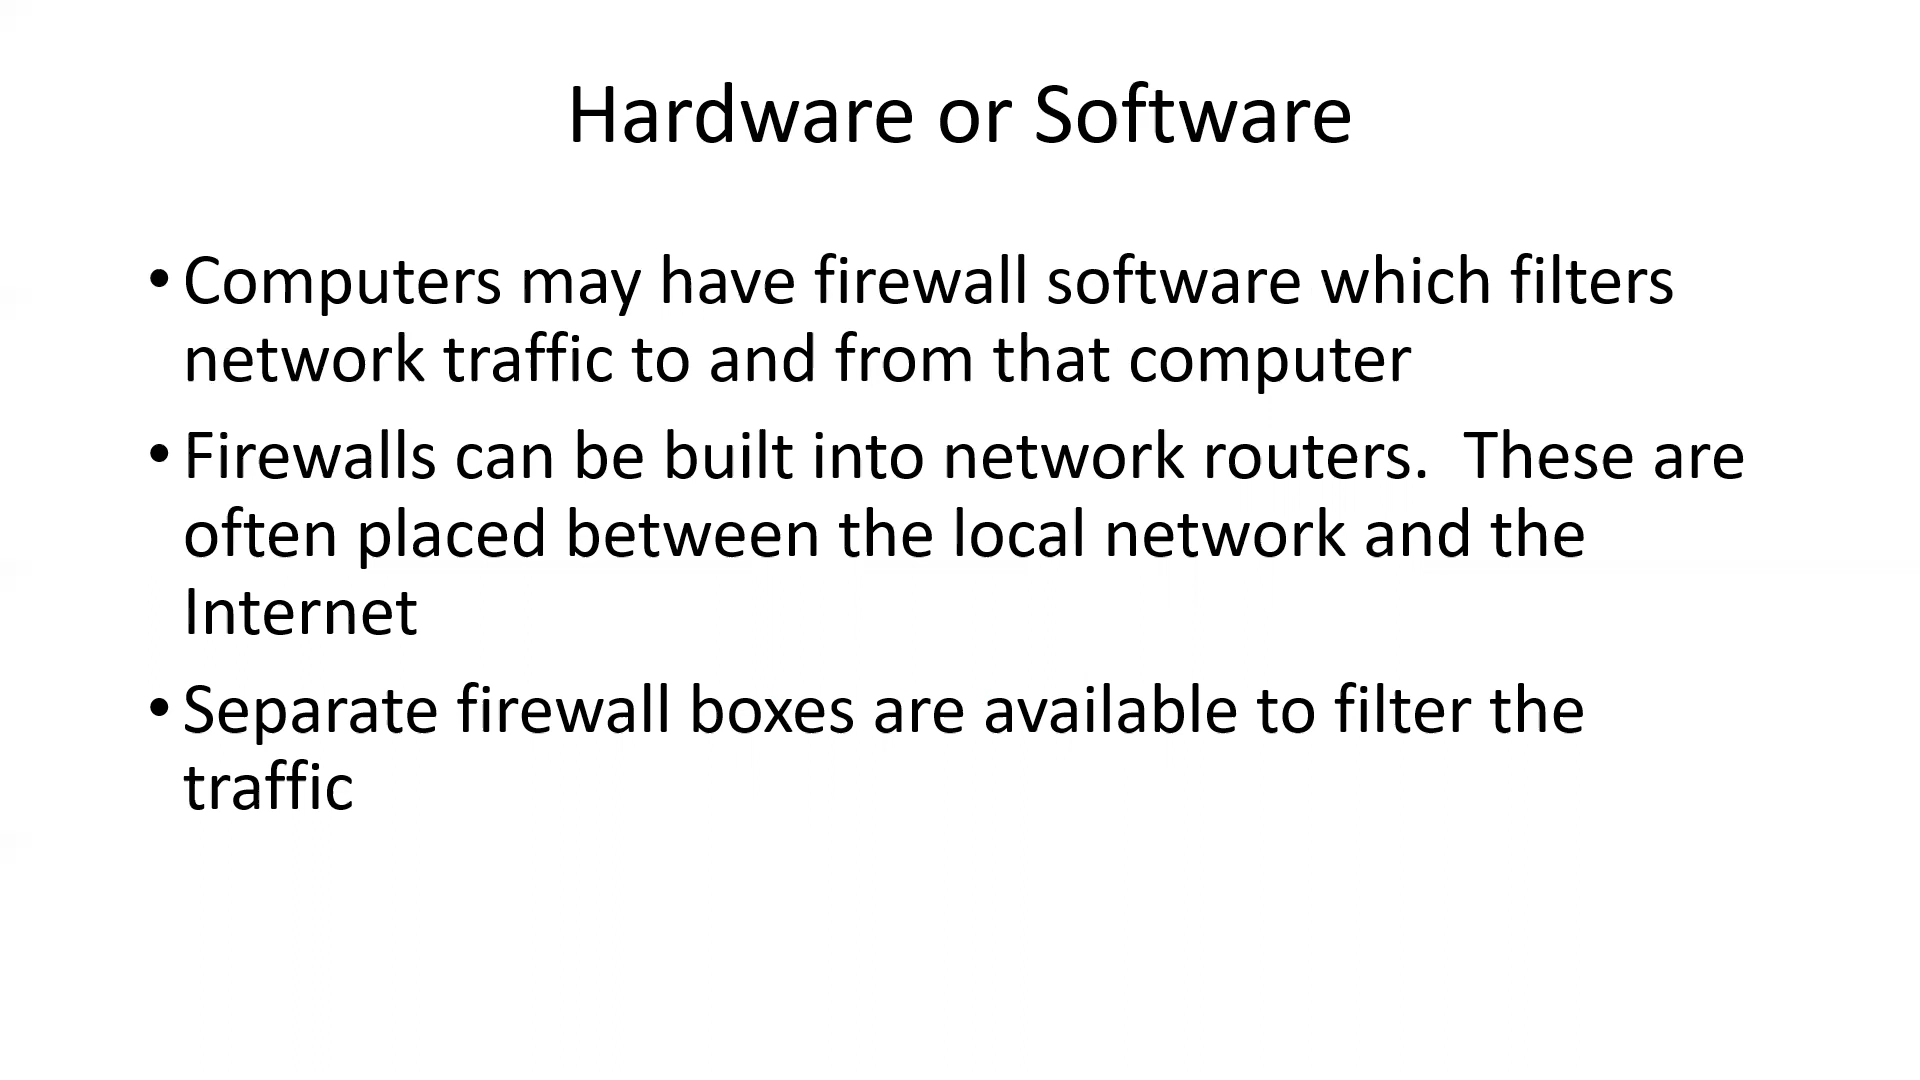 Hardware or Software
• Computers may have firewall software which filters
network traffic to and from that computer
• Firewalls can be built into network routers.  These are
often placed between the local network and the
Internet
• Separate firewall boxes are available to filter the
traffic